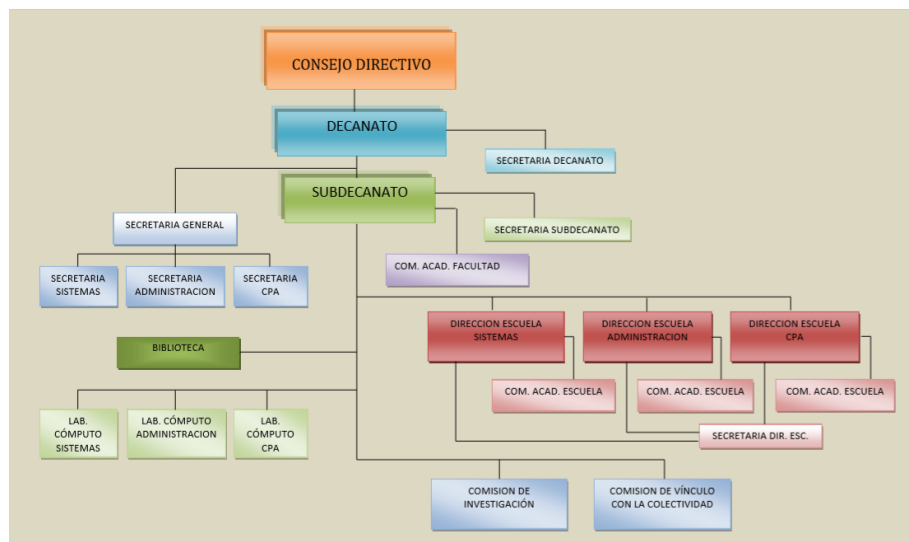 CONSEJO DIRECTIVO
DECANATO
SECRETARIA DECANATO
SUBDECANATO
SECRETARIA GENERAL
SECRETARIA SUBDECANATO
COM. ACAD. FACULTAD
SECRETARIA
SISTEMAS
SECRETARIA
ADMINISTRACION
SECRETARIA
CPA
DIRECCION ESCUELA
SISTEMAS
DIRECCION ESCUELA
ADMINISTRACION
DIRECCION ESCUELA
CPA
BIBLIOTECA
COM. ACAD. ESCUELA
COM. ACAD. ESCUELA
COM. ACAD. ESCUELA
LAB.
CÓMPUTO
SISTEMAS
LAB. CÓMPUTO
ADMINISTRACION
LAB.
CÓMPUTO
CPA
SECRETARIA DIR. ESC.
COMISION DE
INVESTIGACIÓN
COMISION DE VÍNCULO
CON LA COLECTIVIDAD